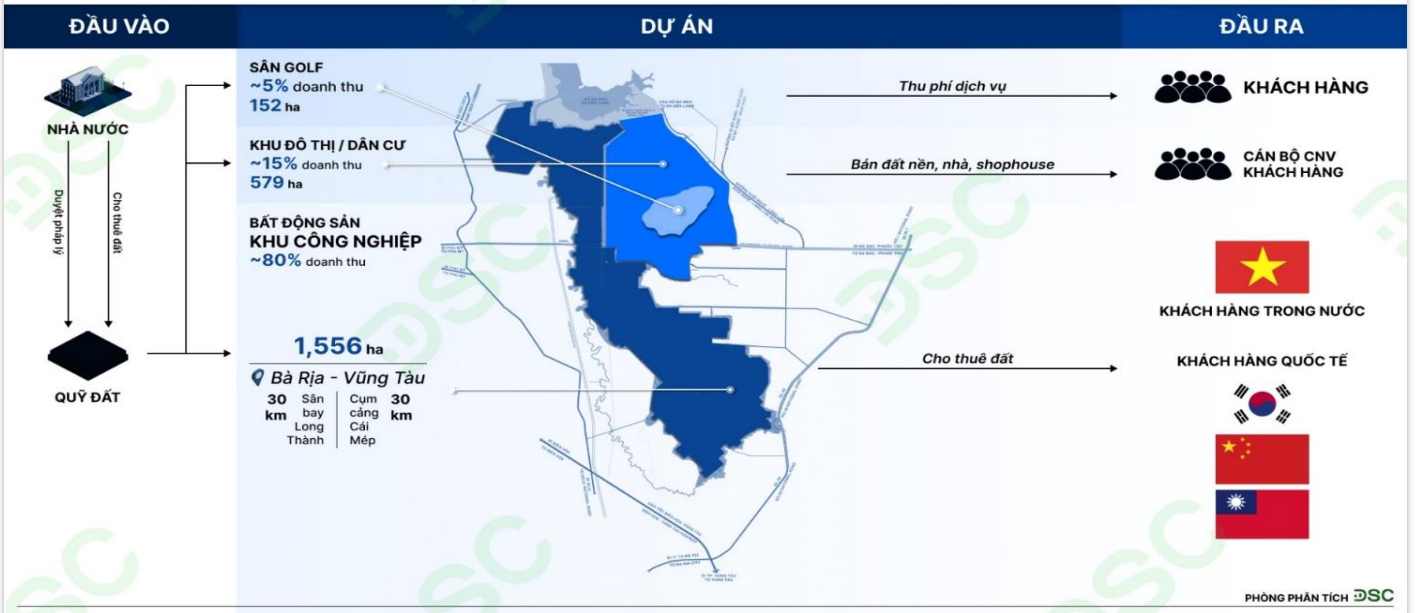 ĐẦU VÀO
DỰ ÁN
ĐẦU RA
NHÀ NƯỚC
Duyệt pháp lý
Cho thuê đất
QUỸ ĐẤT
SÂN GOLF
~5% doanh thu
152 ha
KHU ĐÔ THỊ / DÂN CƯ
~15% doanh thu
579 ha
BẤT ĐỘNG SẢN
KHU CÔNG NGHIỆP
~80% doanh thu
1,556 ha
Bà Rịa - Vũng Tàu
30 km
Sân bay Long Thành
Cụm cảng Cái Mép
30 km
Thu phí dịch vụ
Bán đất nền, nhà, shophouse
Cho thuê đất
KHÁCH HÀNG
CÁN BỘ CNV
KHÁCH HÀNG
KHÁCH HÀNG TRONG NƯỚC
KHÁCH HÀNG QUỐC TẾ
PHÒNG PHÂN TÍCH DSC